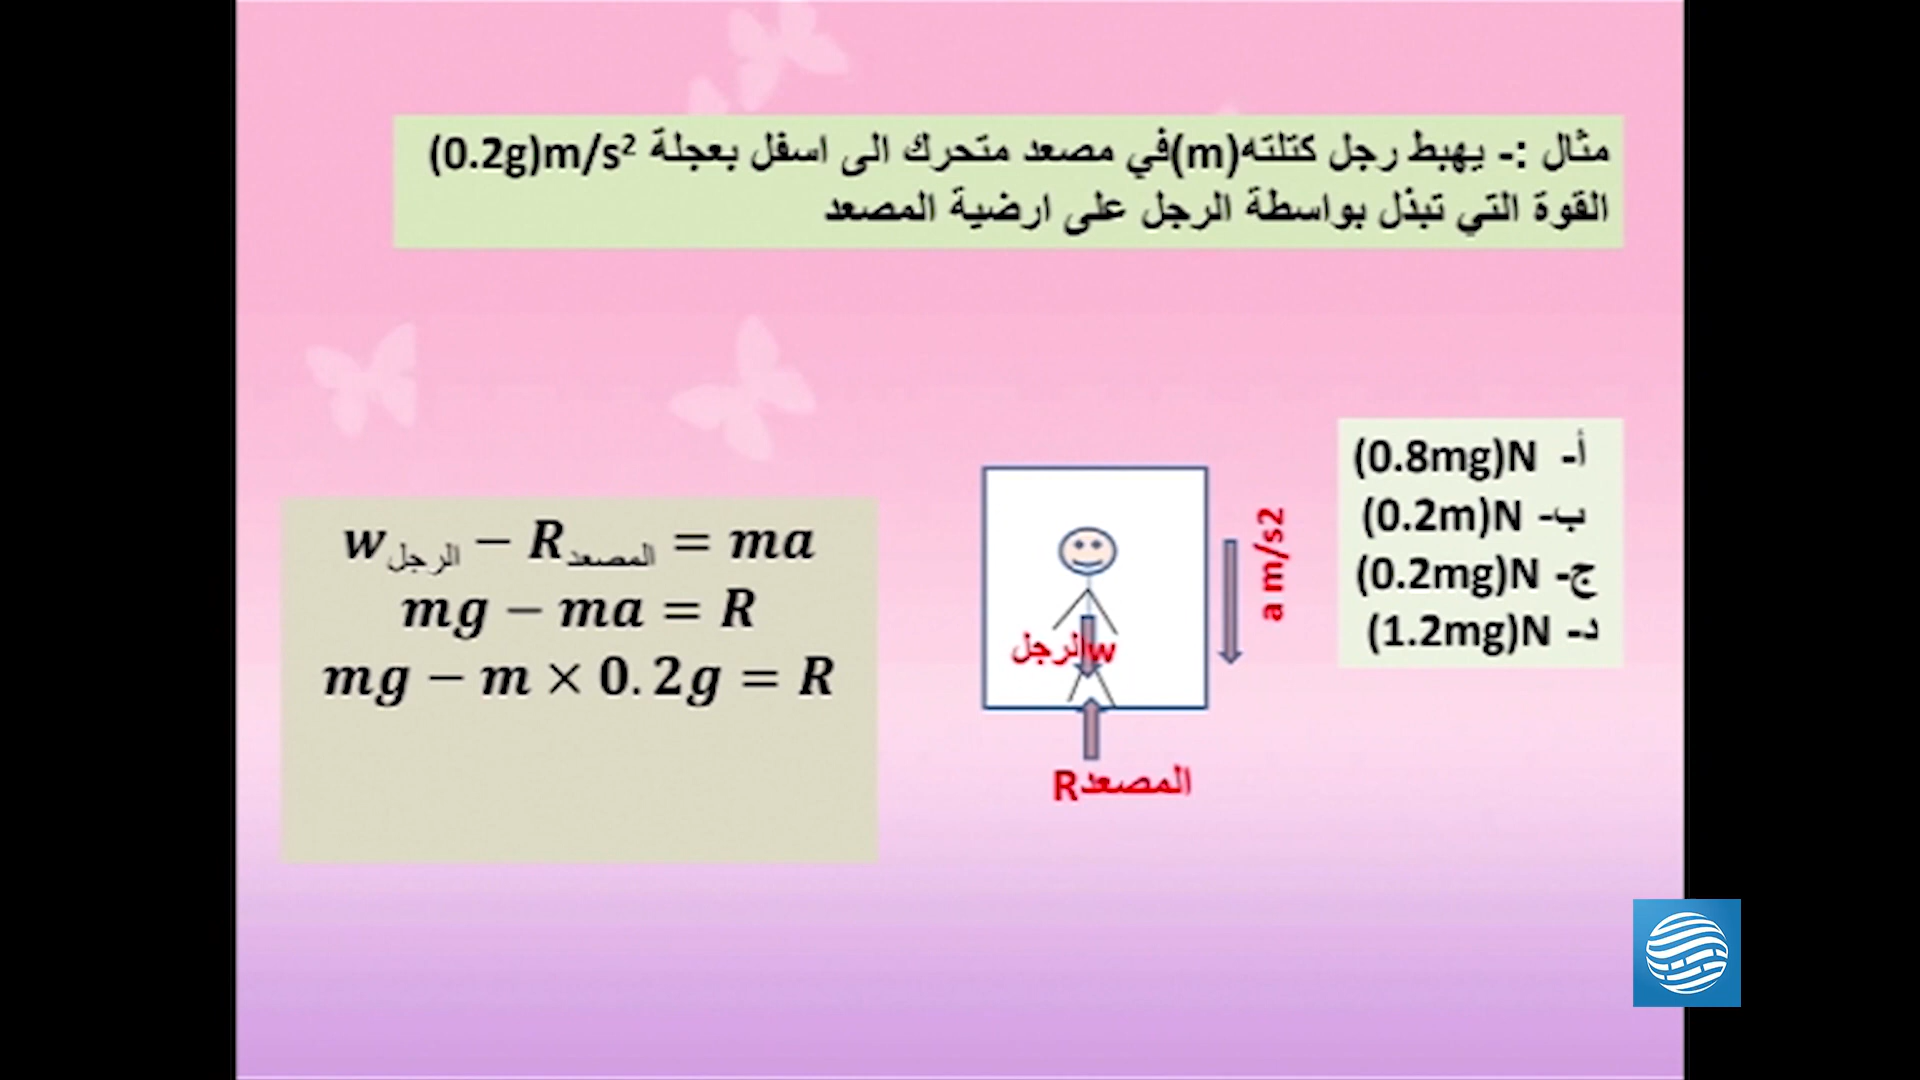 مثال :- يهبط رجل كتلته(m)في مصعد متحرك الى اسفل بعجلة (0.2g)m/s²
القوة التي تبذل بواسطة الرجل على ارضية المصعد
أ- (0.8mg)N
ب- (0.2m)N
ج- (0.2mg)N
د- (1.2mg)N
a m/s2
wالرجل
Rالمصعد
w الرجل − R المصعد = ma
mg − ma = R
mg − m × 0.2g = R